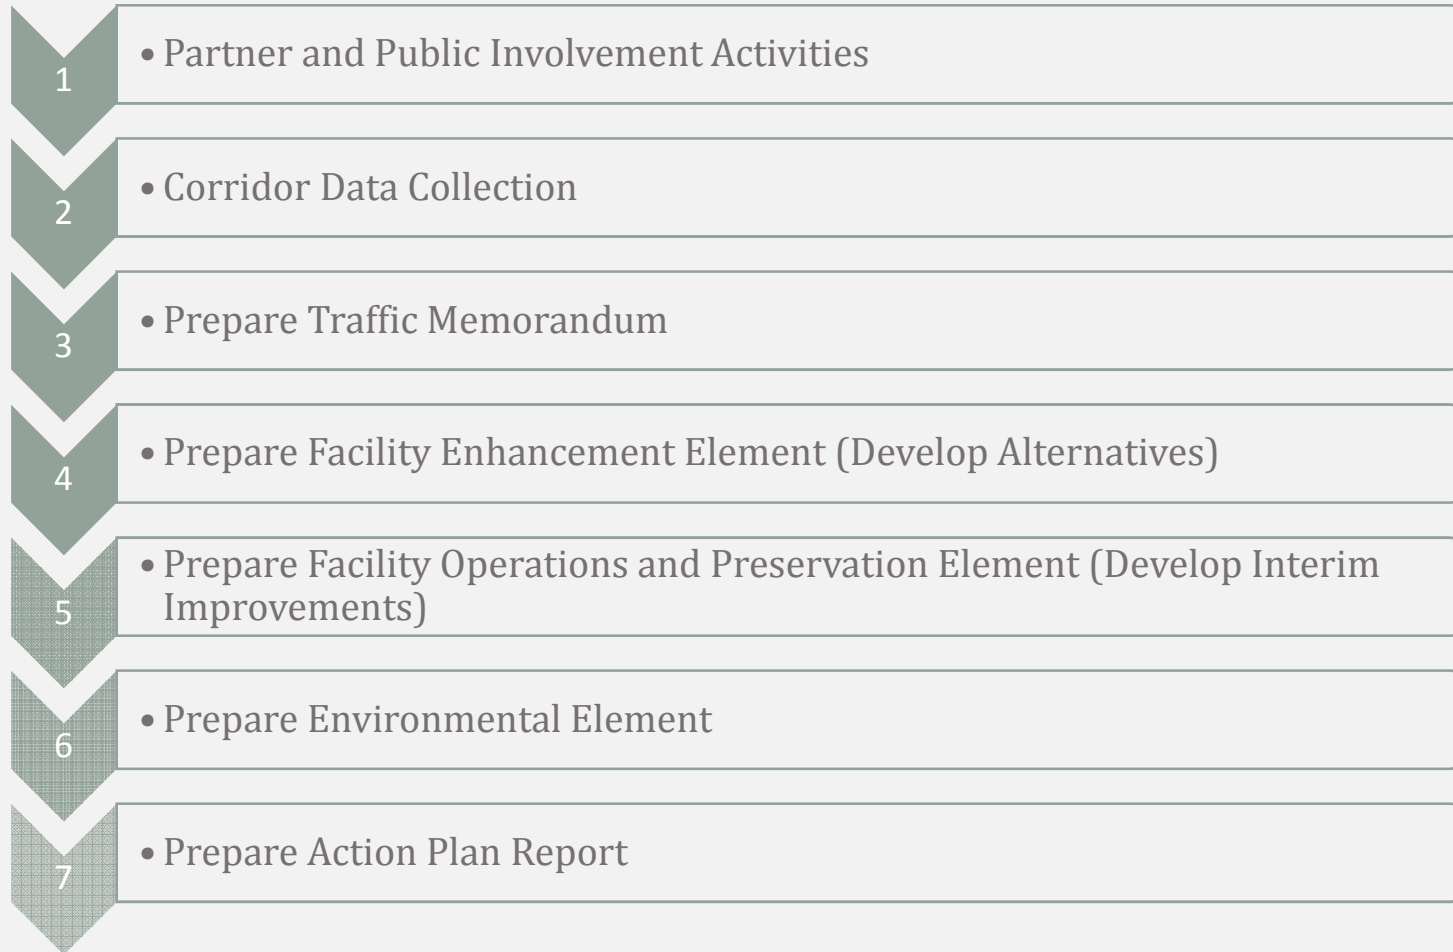 1
• Partner and Public Involvement Activities
2
• Corridor Data Collection
3
• Prepare Traffic Memorandum
4
• Prepare Facility Enhancement Element (Develop Alternatives)
5
• Prepare Facility Operations and Preservation Element (Develop Interim
Improvements)
6
• Prepare Environmental Element
7
• Prepare Action Plan Report